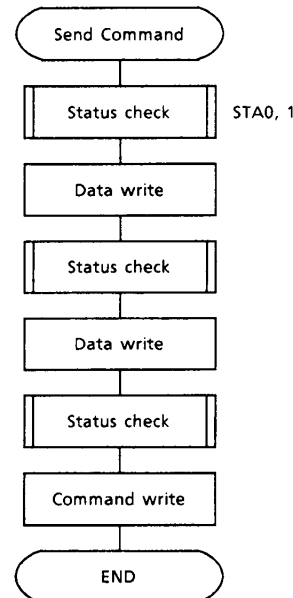 Send Command
Status check STA0, 1
Data write
Status check
Data write
Status check
Command write
END